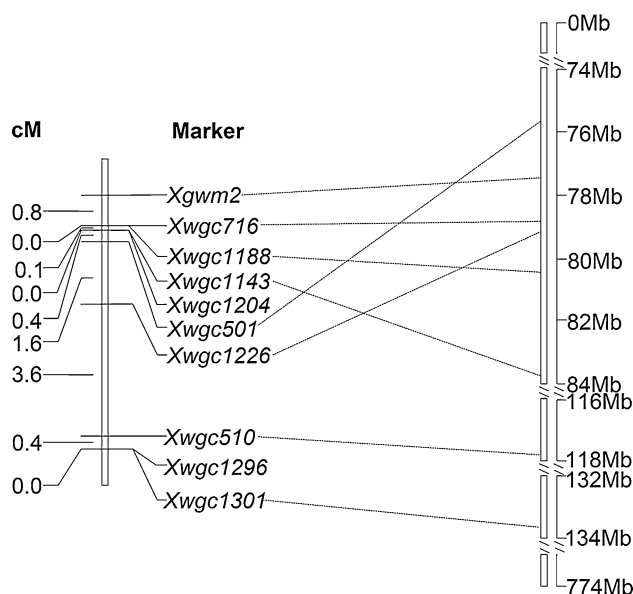 cM
Marker
0.8
0.0
0.1
0.0
0.4
1.6
3.6
0.4
0.0
Xgwm2
Xwgc716
Xwgc1188
Xwgc1143
Xwgc1204
Xwgc501
Xwgc1226
Xwgc510
Xwgc1296
Xwgc1301
0Mb
74Mb
76Mb
78Mb
80Mb
82Mb
84Mb
116Mb
118Mb
132Mb
134Mb
774Mb